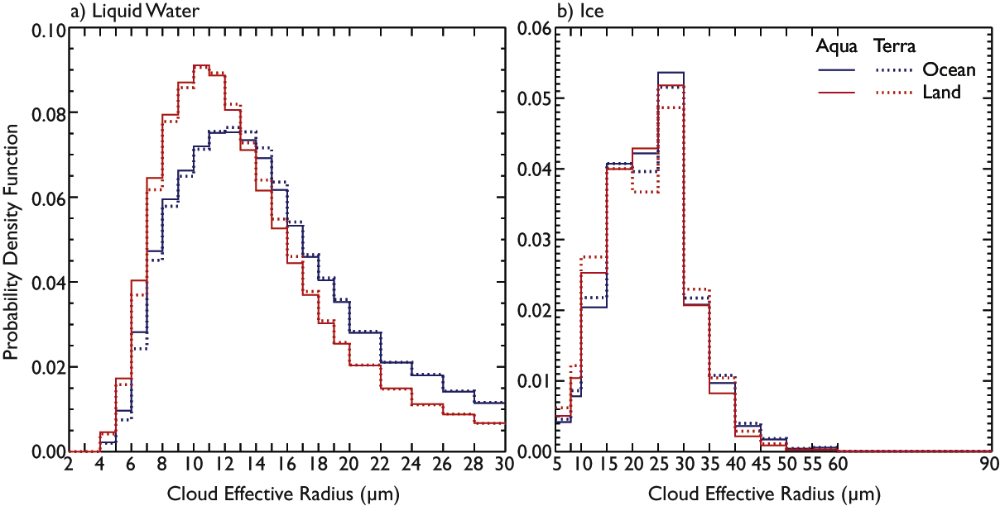 a) Liquid Water
b) Ice
0.10
0.08
0.06
0.04
0.02
0.00
Probability Density Function
2 4 6 8 10 12 14 16 18 20 22 24 26 28 30
Cloud Effective Radius (μm)
0.06
0.05
0.04
0.03
0.02
0.01
0.00
Aqua Terra
Ocean
Land
5 10 15 20 25 30 35 40 45 50 55 60 90
Cloud Effective Radius (μm)